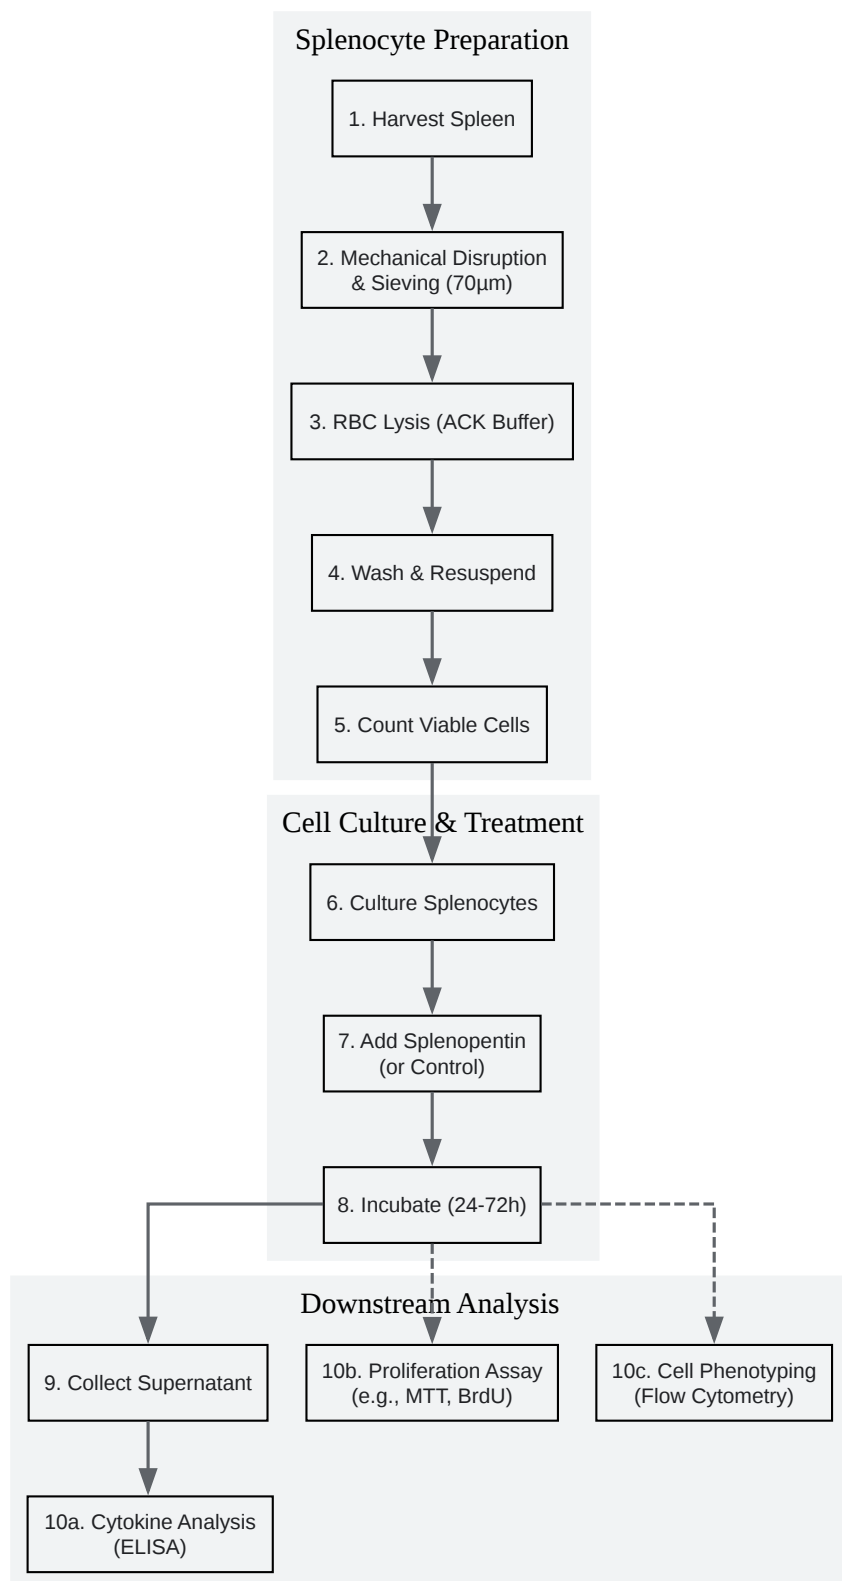 Splenocyte Preparation
1. Harvest Spleen
2. Mechanical Disruption
& Sieving (70µm)
3. RBC Lysis (ACK Buffer)
4. Wash & Resuspend
5. Count Viable Cells
Cell Culture & Treatment
6. Culture Splenocytes
7. Add Splenopentin
(or Control)
8. Incubate (24-72h)
Downstream Analysis
9. Collect Supernatant
10b. Proliferation Assay
(e.g., MTT, BrdU)
10c. Cell Phenotyping
(Flow Cytometry)
10a. Cytokine Analysis
(ELISA)